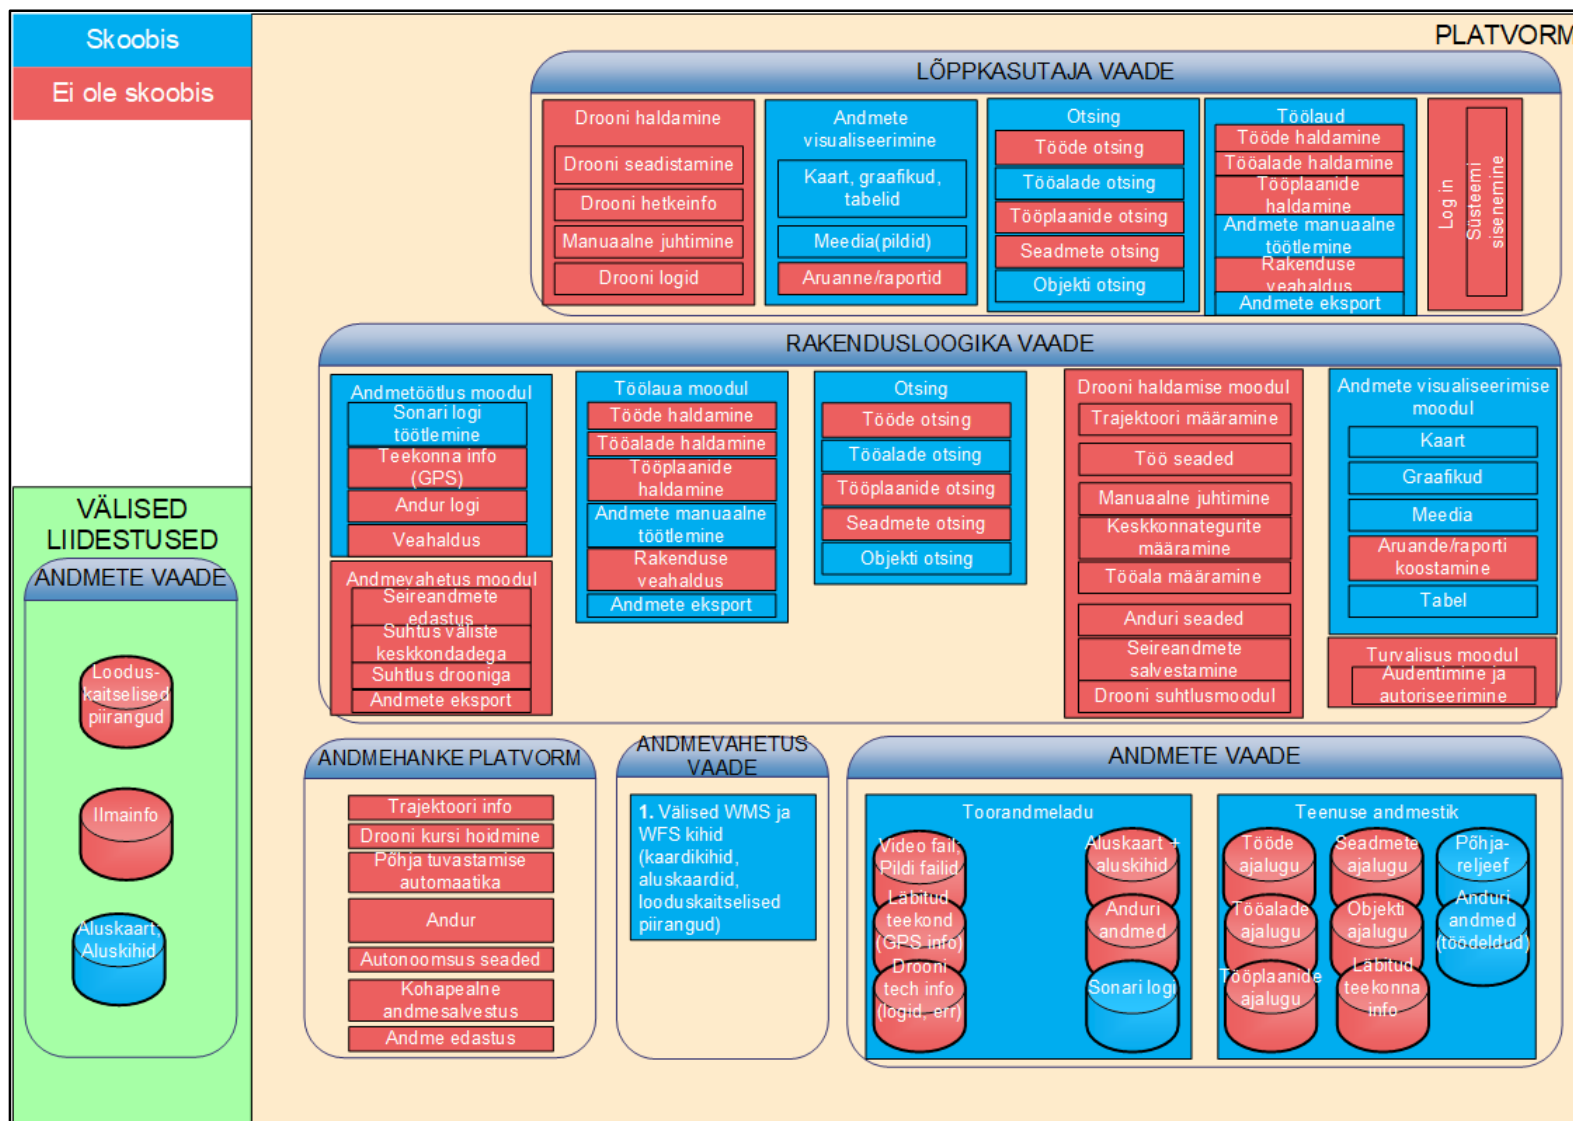 Skoobis
Ei ole skoobis
PLATVORM
LÕPPKASUTAJA VAADE
Drooni haldamine
Drooni seadistamine
Drooni hetkeinfo
Manuaalne juhtimine
Drooni logid
Andmete
visualiseerimine
Kaart, graafikud,
tabelid
Meedia(pildid)
Aruanne/raportid
Otsing
Tööde otsing
Tööalade otsing
Tööplaanide otsing
Seadmete otsing
Objekti otsing
Töölaud
Tööde haldamine
Tööalade haldamine
Tööplaanide
haldamine
Andmete manuaalne
töötlemine
Rakenduse
veahaldus
Andmete eksport
Log in
Süsteemi
sisenemine
RAKENDUSLOOGIKA VAADE
Andmetöötlus moodul
Sonari logi
töötlemine
Teekonna info
(GPS)
Andur logi
Veahaldus
Andmevahetus moodul
Seireandmete
edastus
Suhtus väliste
keskkondadega
Suhtlus drooniga
Andmete eksport
Töölaua moodul
Tööde haldamine
Tööalade haldamine
Tööplaanide
haldamine
Andmete manuaalne
töötlemine
Rakenduse
veahaldus
Andmete eksport
Otsing
Tööde otsing
Tööalade otsing
Tööplaanide otsing
Seadmete otsing
Objekti otsing
Drooni haldamise moodul
Trajektoori määramine
Töö seaded
Manuaalne juhtimine
Keskkonnategurite
määramine
Tööala määramine
Anduri seaded
Seireandmete
salvestamine
Drooni suhtlusmoodul
Andmete visualiseerimise
moodul
Kaart
Graafikud
Meedia
Aruande/raporti
koostamine
Tabel
Turvalisus moodul
Audentimine ja
autoriseerimine
VÄLISED
LIIDESTUSED
ANDMETE VAADE
Loodus-
kaitselised
piirangud
Ilmainfo
Aluskaart,
Aluskihid
ANDMEHANKE PLATVORM
Trajektoori info
Drooni kursi hoidmine
Põhja tuvastamise
automaatika
Andur
Autonoomsus seaded
Kohapealne
andmesalvestus
Andme edastus
ANDMEVAHETUS
VAADE
1. Välised WMS ja
WFS kihid
(kaardikihid,
aluskaardid,
looduskaitselised
piirangud)
ANDMETE VAADE
Toorandmeladu
Video fail,
Pildi failid
Läbitud
teekond
(GPS info)
Drooni
tech info
(logid, err)
Aluskaart +
aluskihid
Anduri
andmed
Sonari logi
Teenuse andmestik
Tööde
ajalugu
Tööalade
ajalugu
Tööplaanide
ajalugu
Seadmete
ajalugu
Objekti
ajalugu
Läbitud
teekonna
info
Põhja-
reljeef
Anduri
andmed
(töödeldud)